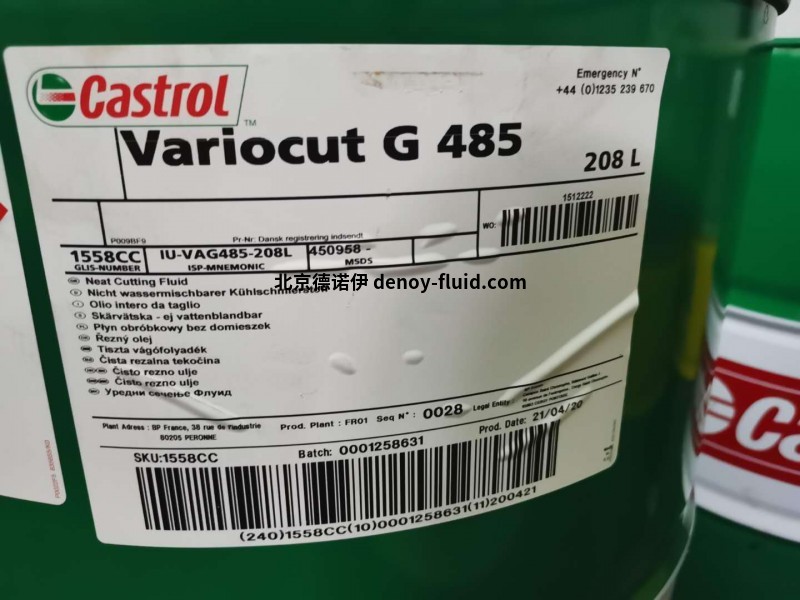 Castrol
TM
Emergency N°
+44 (0)1235 239 670
Variocut G 485
208 L
P009BF9
Pr-Nr: Dansk registrering indsendt
WO:
1512222
1558CC
GLIS-NUMBER
IU-VAG485-208L
ISP-MNEMONIC
450958 -
MSDS
北京德诺伊 denoy-fluid.com
Neat Cutting Fluid
Nicht wassermischbarer Kühlschmierstoff
Olio intero da taglio
Skärvätska - ej vattenblandbar
Płyn obróbkowy bez domieszek
Řezný olej
Tiszta vágófolyadék
Čista rezalna tekočina
Čisto rezno ulje
Čisto rezno ulje
Уредни сечење Флуид
Plant Adress : BP France, 38 rue de l'industrie
80205 PERONNE
Prod. Plant : FR01
Seq N° : 0028
Legal Entity :
Batch: 0001258631
Prod. Date: 21/04/20
SKU:1558CC
(240)1558CC(10)0001258631(11)200421
Ca